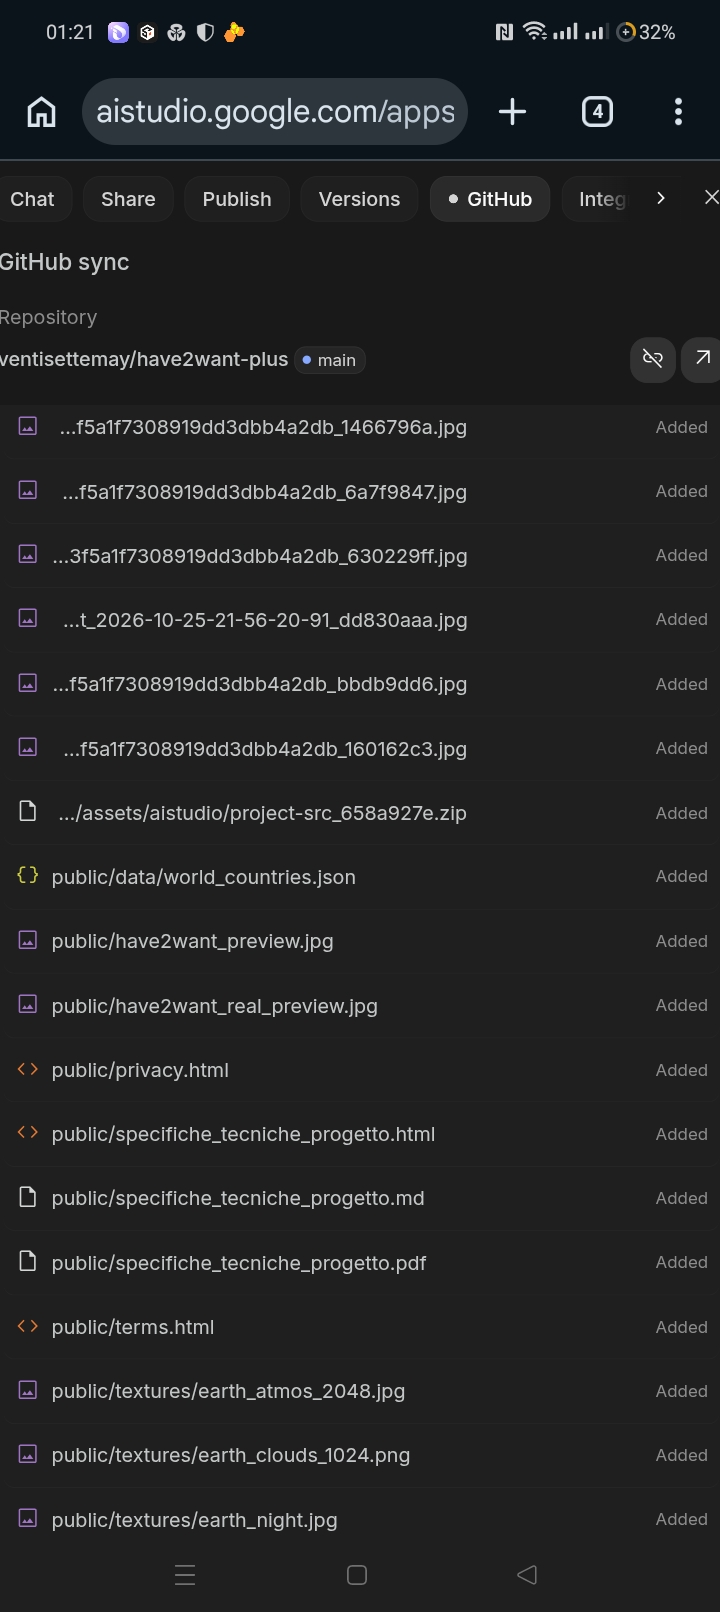 01:21
32%
aistudio.google.com/apps
4
Chat
Share
Publish
Versions
GitHub
Integ
GitHub sync
Repository
ventisettemay/have2want-plus
main
...f5a1f7308919dd3dbb4a2db_1466796a.jpg Added
...f5a1f7308919dd3dbb4a2db_6a7f9847.jpg Added
...3f5a1f7308919dd3dbb4a2db_630229ff.jpg Added
...t_2026-10-25-21-56-20-91_dd830aaa.jpg Added
...f5a1f7308919dd3dbb4a2db_bbdb9dd6.jpg Added
...f5a1f7308919dd3dbb4a2db_160162c3.jpg Added
.../assets/aistudio/project-src_658a927e.zip Added
public/data/world_countries.json Added
public/have2want_preview.jpg Added
public/have2want_real_preview.jpg Added
public/privacy.html Added
public/specifiche_tecniche_progetto.html Added
public/specifiche_tecniche_progetto.md Added
public/specifiche_tecniche_progetto.pdf Added
public/terms.html Added
public/textures/earth_atmos_2048.jpg Added
public/textures/earth_clouds_1024.png Added
public/textures/earth_night.jpg Added